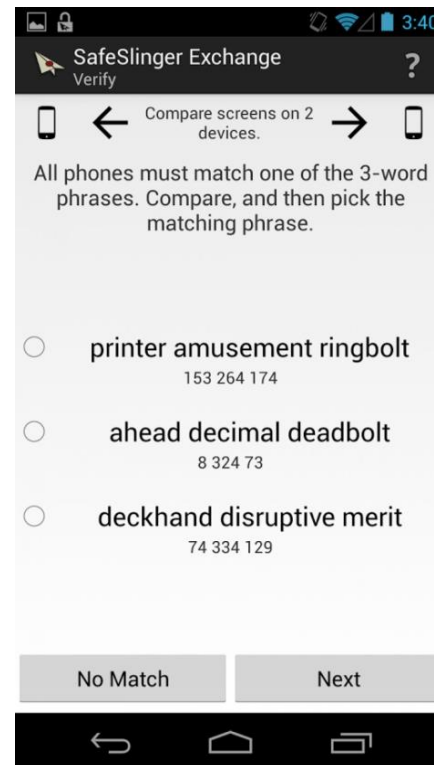 3:40
SafeSlinger Exchange
Verify
?
Compare screens on 2
devices.
All phones must match one of the 3-word
phrases. Compare, and then pick the
matching phrase.
printer amusement ringbolt
153 264 174
ahead decimal deadbolt
8 324 73
deckhand disruptive merit
74 334 129
No Match
Next